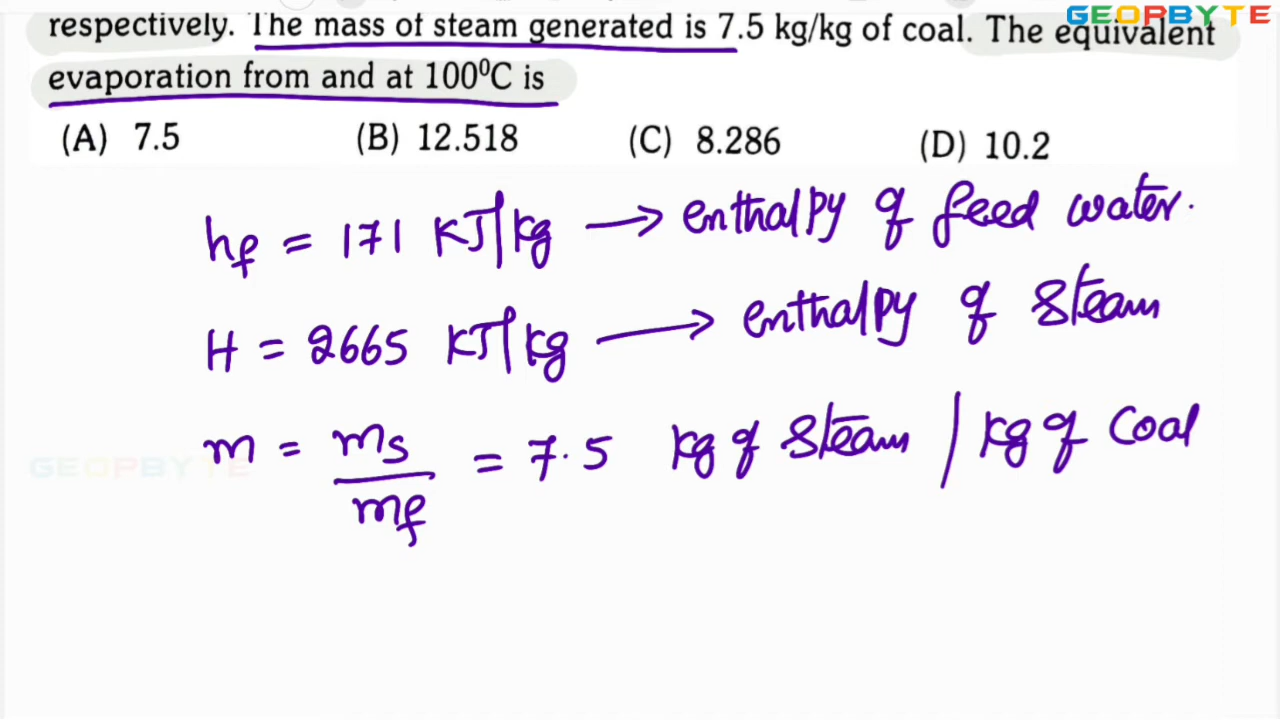 GEORBYTE
respectively. The mass of steam generated is 7.5 kg/kg of coal. The equivalent
evaporation from and at 100⁰C is
(A) 7.5 (B) 12.518 (C) 8.286 (D) 10.2
hf = 171 KJ/kg → enthalpy of feed water.
H = 2665 KJ/kg → enthalpy of steam
m = ms/mf = 7.5 kg of steam / kg of coal
GEORBYTE